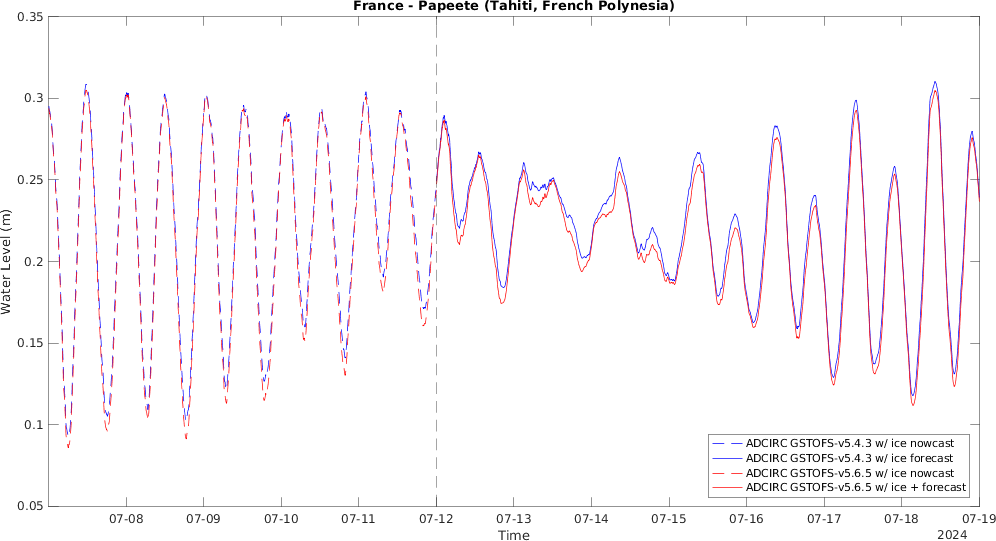 France - Papeete (Tahiti, French Polynesia)
0.35
0.3
0.25
0.2
0.15
0.1
0.05
Water Level (m)
ADCIRC GSTOFS-v5.4.3 w/ ice nowcast
ADCIRC GSTOFS-v5.4.3 w/ ice forecast
ADCIRC GSTOFS-v5.6.5 w/ ice nowcast
ADCIRC GSTOFS-v5.6.5 w/ ice + forecast
07-08 07-09 07-10 07-11 07-12 07-13 07-14 07-15 07-16 07-17 07-18 07-19
Time
2024